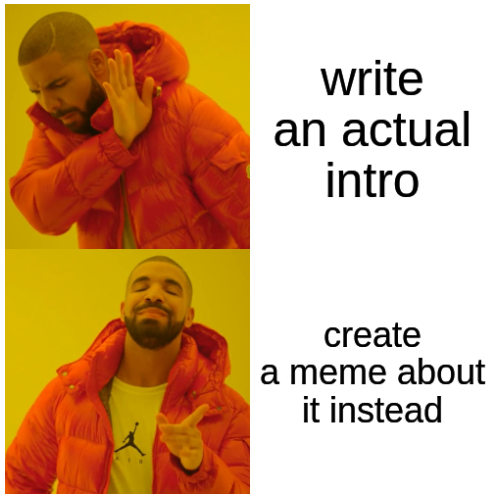 write
an actual
intro
create
a meme about
it instead